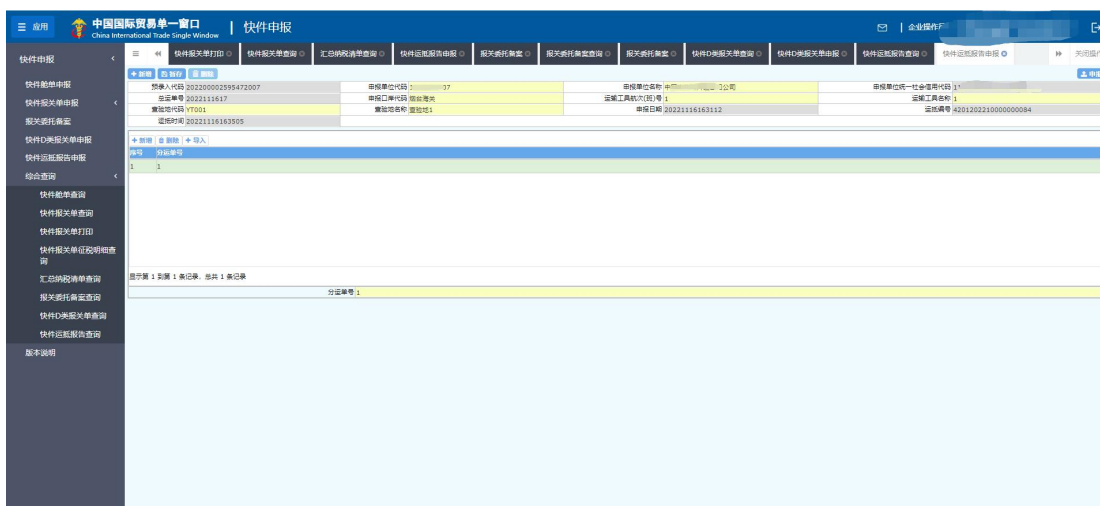 应用
中国国际贸易单一窗口
China International Trade Single Window
快件申报
企业操作
快件申报
快件舱单申报
快件报关单申报
报关委托备案
快件D类报关单申报
快件运抵报告申报
综合查询
快件舱单查询
快件报关单查询
快件报关单打印
快件报关单征税明细查
询
汇总纳税清单查询
报关委托备案查询
快件D类报关单查询
快件运抵报告查询
版本说明
快件关单打印 快件报关单查询 汇总纳税清单查询 快件运抵报告申报 报关委托备案 报关委托备案查询 报关委托备案 快件D类报关单查询 快件D类报关单申报 快件运抵报告查询 快件运抵报告申报 关闭操作
新增 暂存 删除 申报
预录入代码 202200002595472007 申报单位代码 申报单位名称 公司 申报单位统一社会信用代码
总运单号 2022111617 申报口岸代码 烟台海关 运输工具航次(班)号 1 运输工具名称 1
查验场代码 YT001 查验场名称 查验场1 申报日期 20221116163112 运抵编号 4201202210000000084
运抵时间 20221116163505
新增 删除 导入
序号 分运单号
1 1
显示第 1 到第 1 条记录，总共 1 条记录
分运单号 1